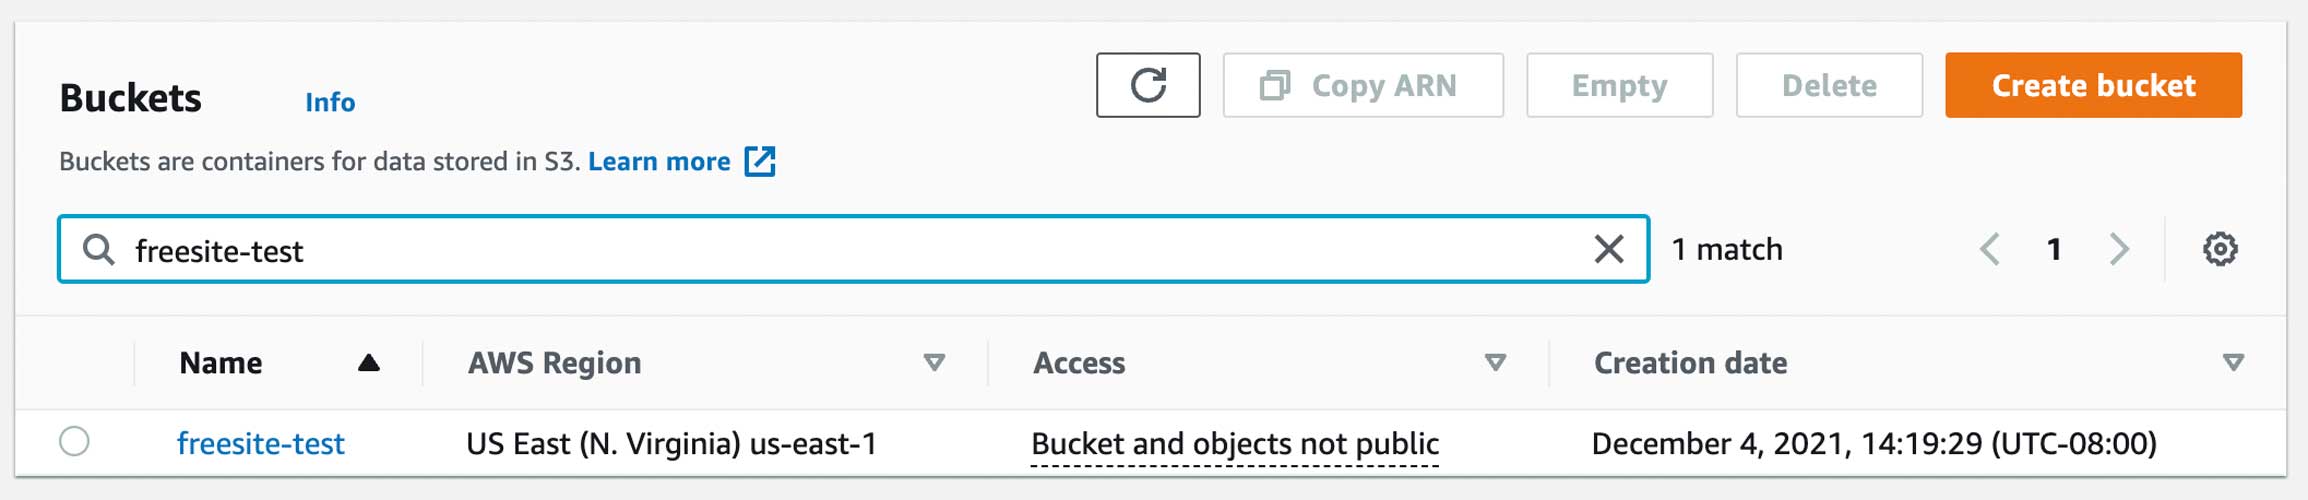 Buckets Info Copy ARN Empty Delete Create bucket
Buckets are containers for data stored in S3. Learn more
freesite-test 1 match 1
Name AWS Region Access Creation date
freesite-test US East (N. Virginia) us-east-1 Bucket and objects not public December 4, 2021, 14:19:29 (UTC-08:00)